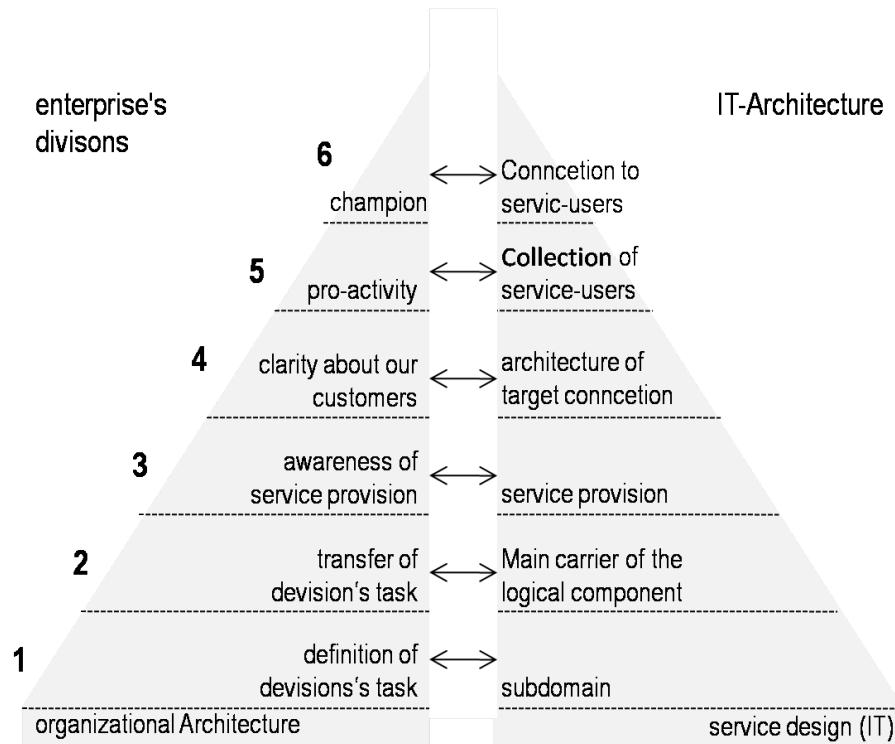 enterprise's
divisons
IT-Architecture
6
champion
Conncetion to
servic-users
5
pro-activity
Collection of
service-users
4
clarity about our
customers
architecture of
target conncetion
3
awareness of
service provision
service provision
2
transfer of
devision's task
Main carrier of the
logical component
1
definition of
devisions's task
subdomain
organizational Architecture
service design (IT)